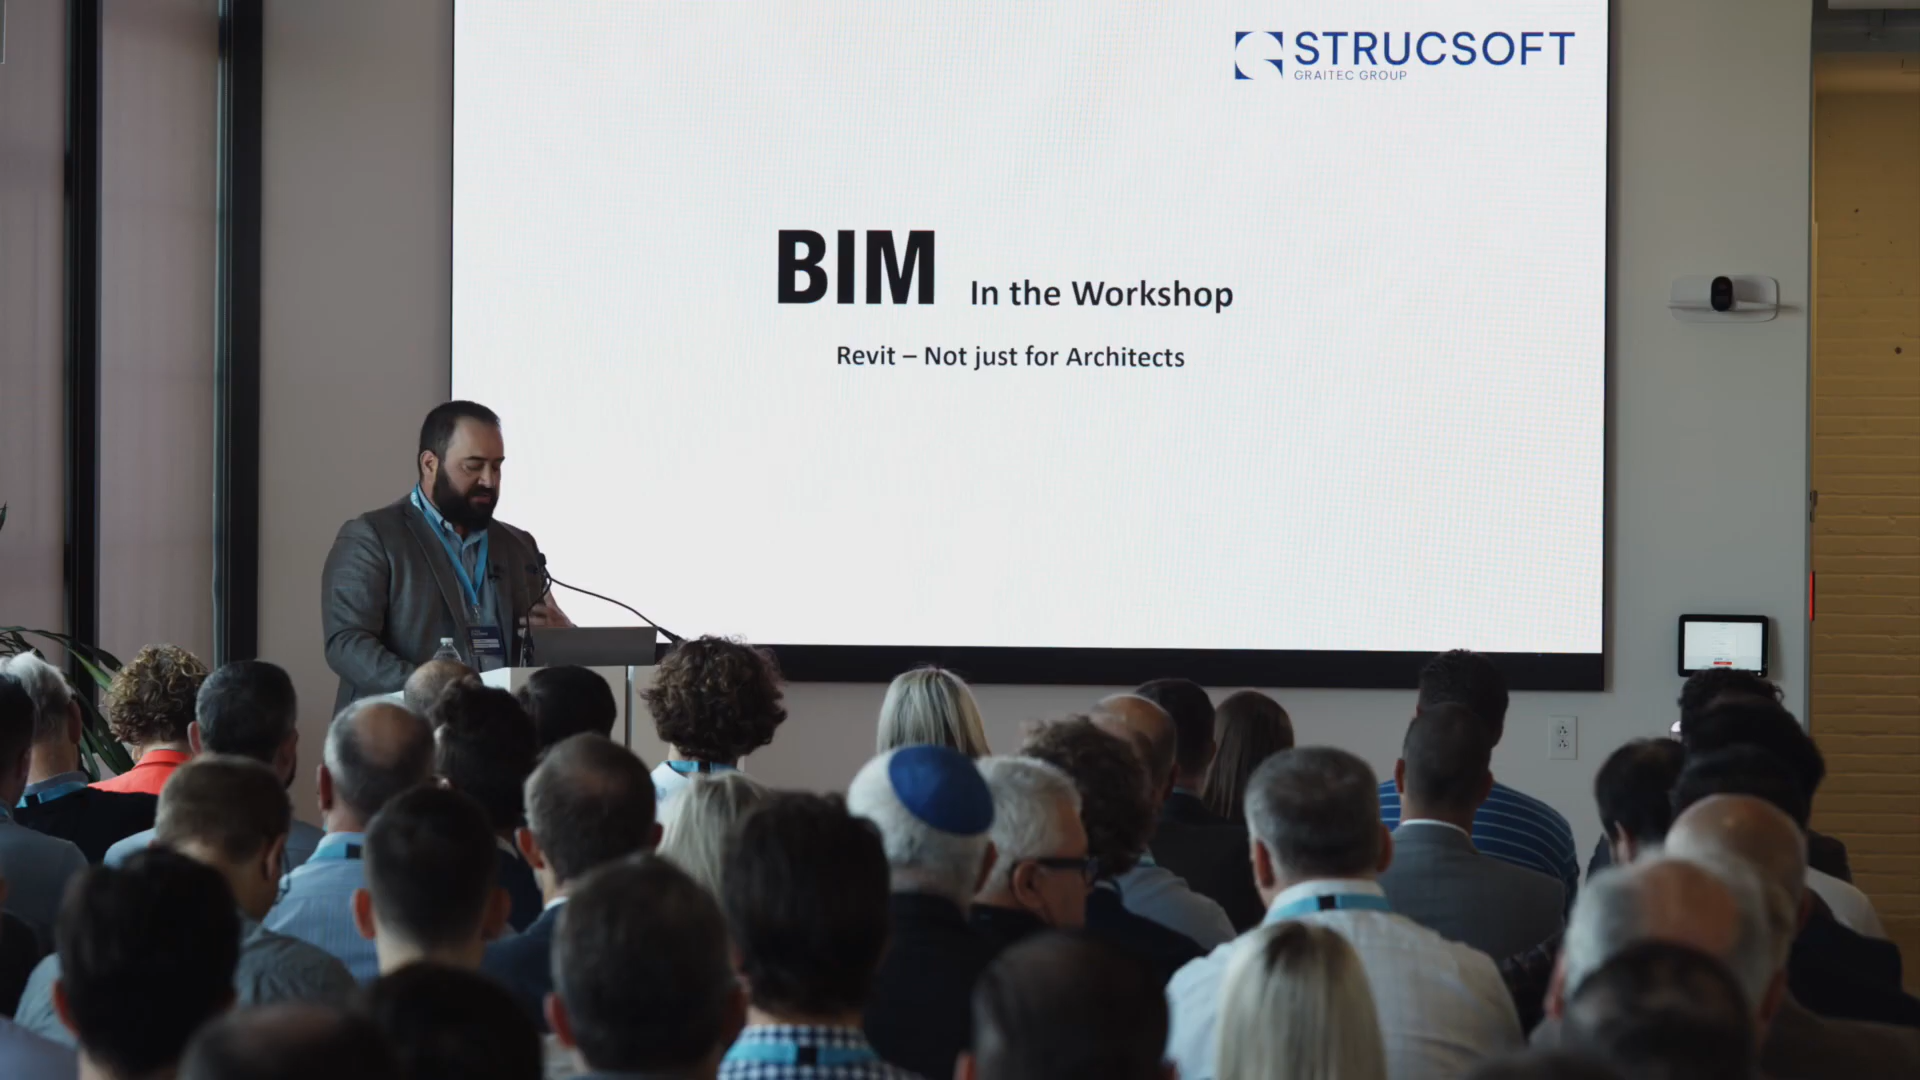 STRUCSOFT
GRAITEC GROUP
BIM In the Workshop
Revit – Not just for Architects